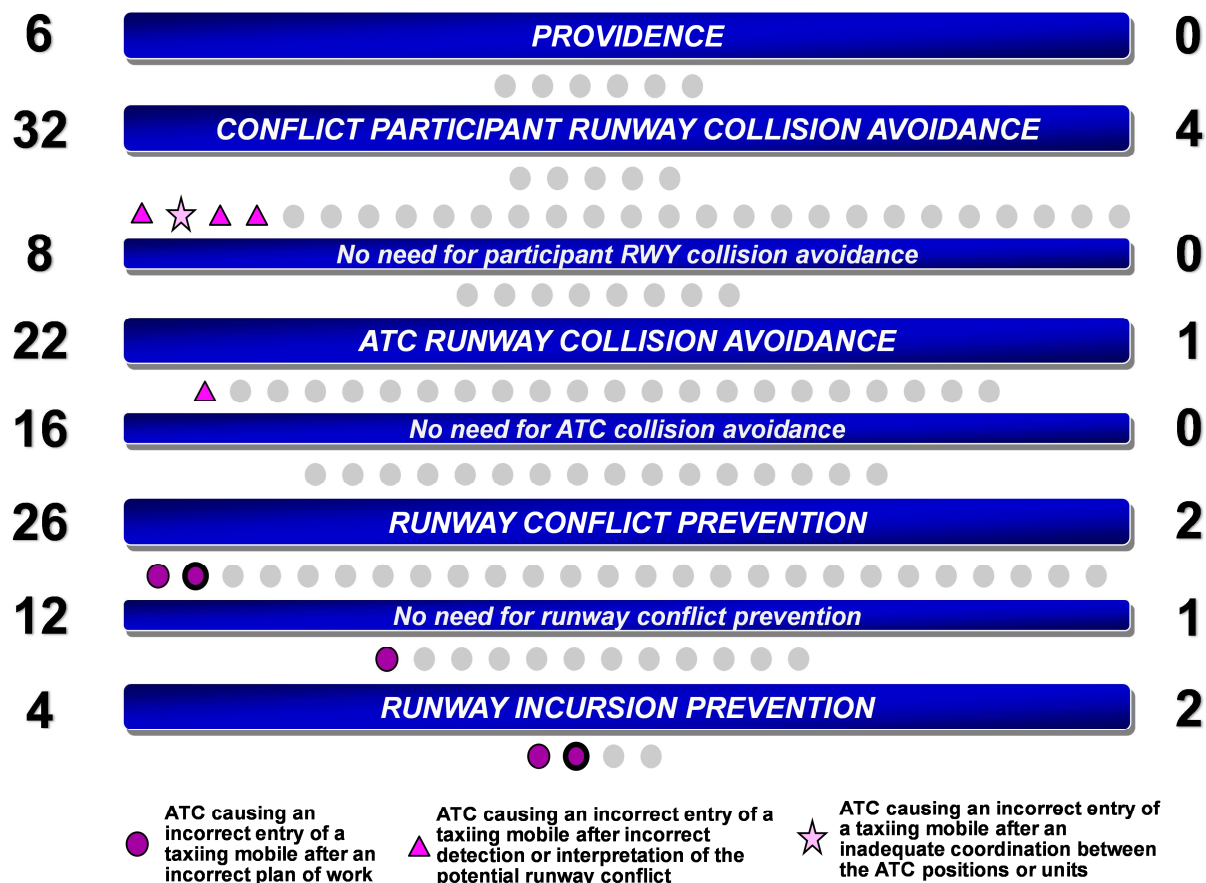 6 PROVIDENCE 0
32 CONFLICT PARTICIPANT RUNWAY COLLISION AVOIDANCE 4
8 No need for participant RWY collision avoidance 0
22 ATC RUNWAY COLLISION AVOIDANCE 1
16 No need for ATC collision avoidance 0
26 RUNWAY CONFLICT PREVENTION 2
12 No need for runway conflict prevention 1
4 RUNWAY INCURSION PREVENTION 2
ATC causing an
incorrect entry of a
taxiing mobile after an
incorrect plan of work
ATC causing an incorrect entry of a
taxiing mobile after incorrect
detection or interpretation of the
potential runway conflict
ATC causing an incorrect entry of
a taxiing mobile after an
inadequate coordination between
the ATC positions or units